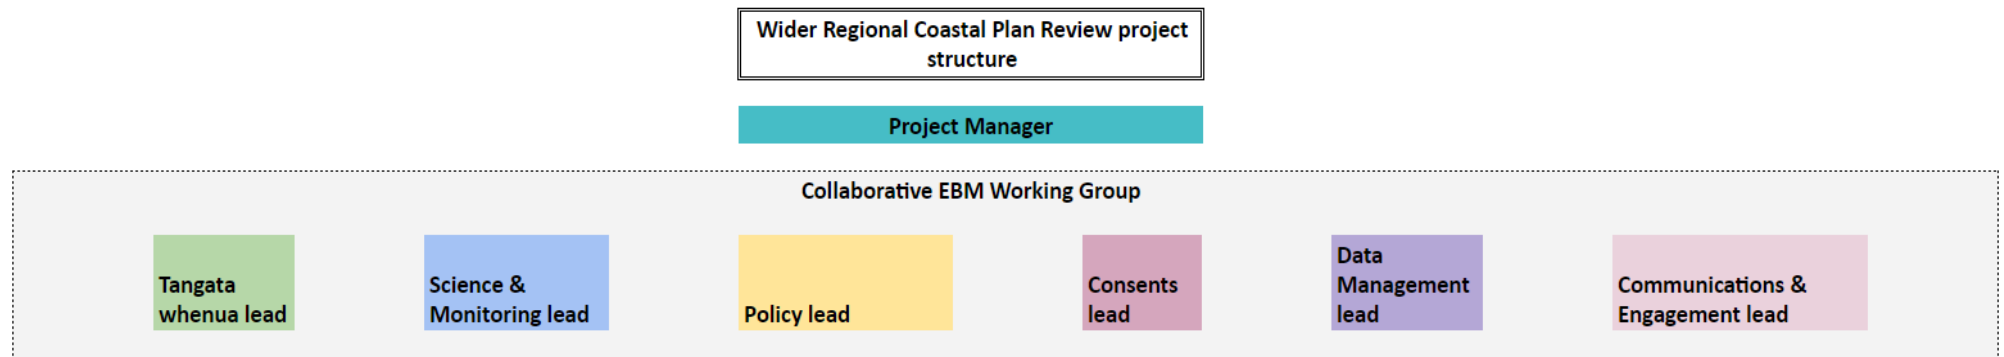 Wider Regional Coastal Plan Review project
structure
Project Manager
Collaborative EBM Working Group
Tangata
whenua lead
Science &
Monitoring lead
Policy lead
Consents
lead
Data
Management
lead
Communications &
Engagement lead